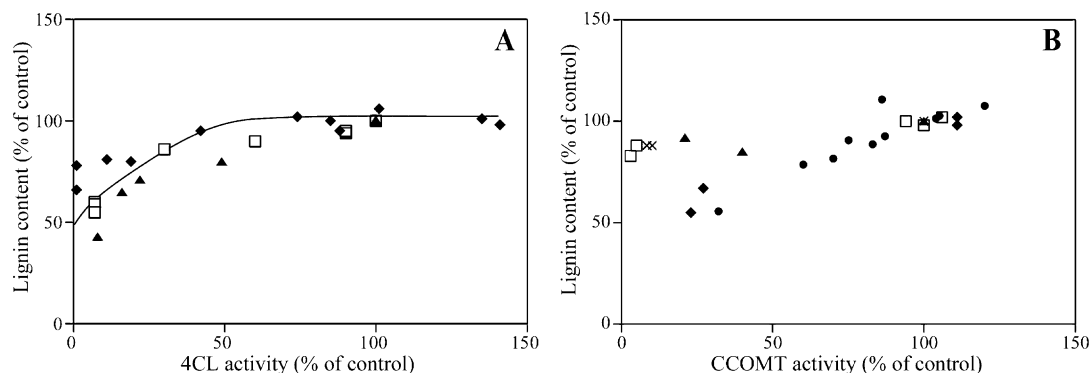 A
Lignin content (% of control)
150
100
50
0
0
50
100
150
4CL activity (% of control)
B
Lignin content (% of control)
150
100
50
0
0
50
100
150
CCOMT activity (% of control)